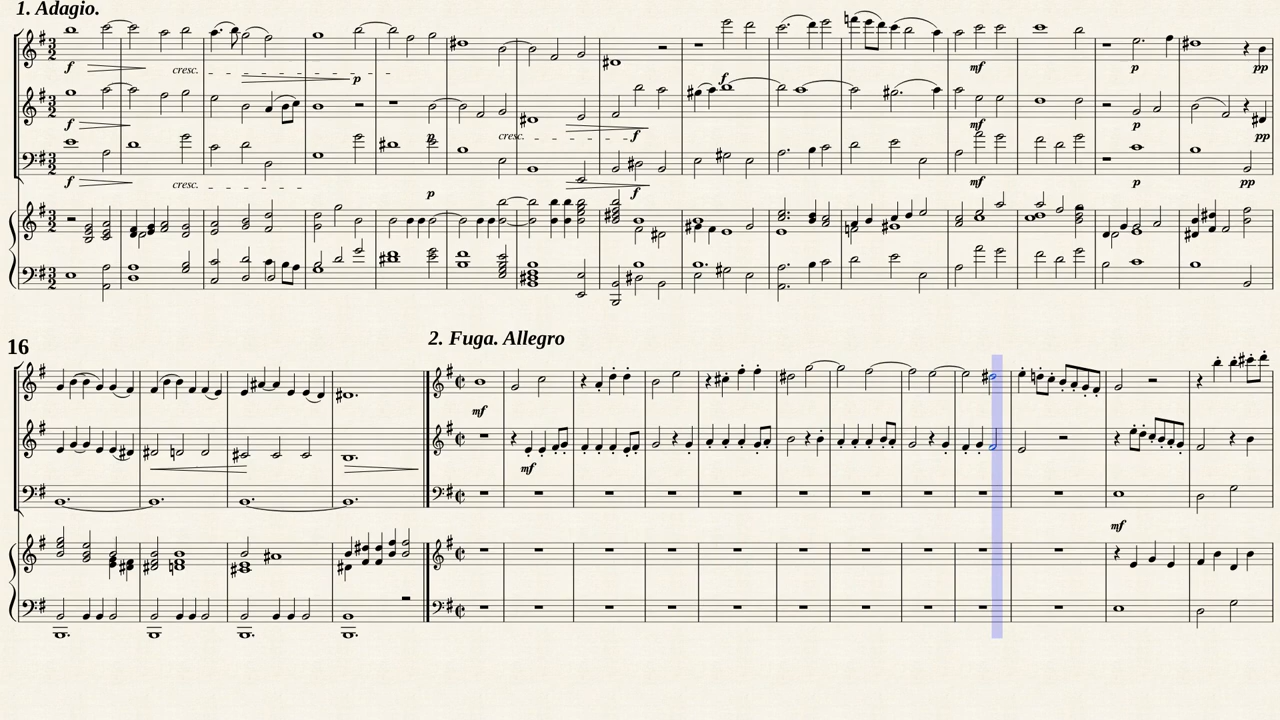 1. Adagio.
f cresc. p f mf p pp
f p cresc. f mf p pp
f cresc. p f mf p pp
16
2. Fuga. Allegro
mf
mf
mf